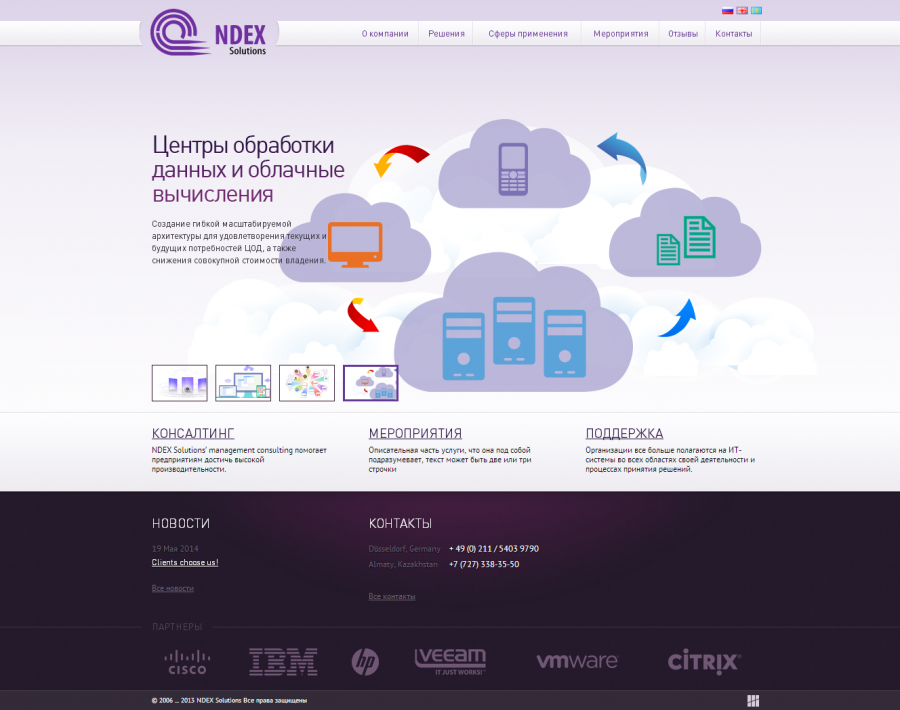 NDEX
Solutions
О компании
Решения
Сферы применения
Мероприятия
Отзывы
Контакты
Центры обработки
данных и облачные
вычисления
Создание гибкой масштабируемой
архитектуры для удовлетворения текущих и
будущих потребностей ЦОД, а также
снижения совокупной стоимости владения.
КОНСАЛТИНГ
NDEX Solutions' management consulting помогает
предприятиям достичь высокой
производительности.
МЕРОПРИЯТИЯ
Описательная часть услуги, что она под собой
подразумевает, текст может быть две или три
строчки
ПОДДЕРЖКА
Организации все больше полагаются на ИТ-
системы во всех областях своей деятельности и
процессах принятия решений.
НОВОСТИ
19 Мая 2014
Clients choose us!
Все новости
КОНТАКТЫ
Düsseldorf, Germany + 49 (0) 211 / 5403 9790
Almaty, Kazakhstan +7 (727) 338-35-50
Все контакты
ПАРТНЕРЫ
CISCO
IBM
hp
veeam
IT JUST WORKS!
vmware
CITRIX
© 2006 ... 2013 NDEX Solutions Все права защищены